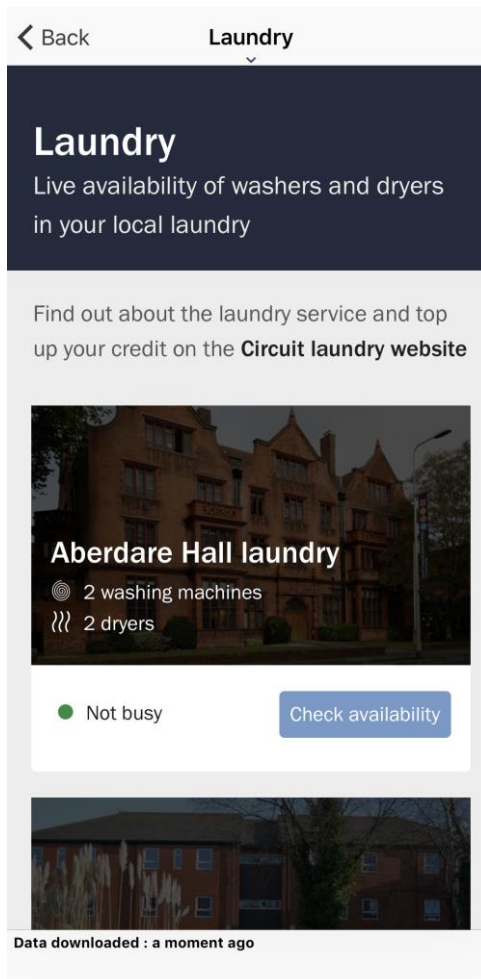 Back
Laundry
Laundry
Live availability of washers and dryers
in your local laundry
Find out about the laundry service and top
up your credit on the Circuit laundry website
Aberdare Hall laundry
2 washing machines
2 dryers
Not busy
Check availability
Data downloaded : a moment ago